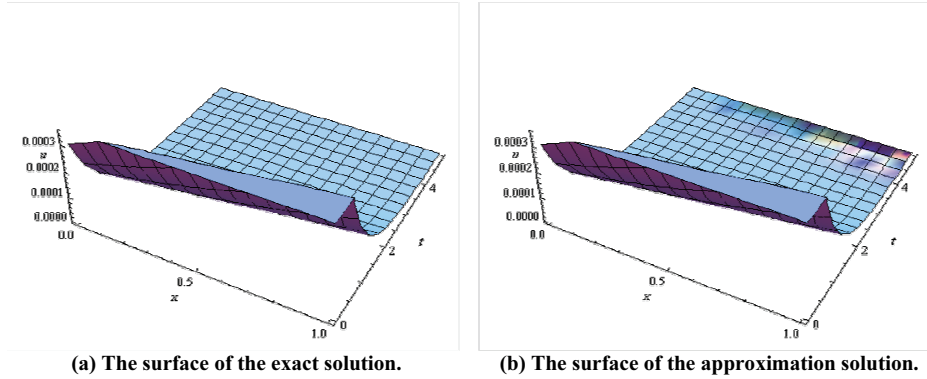 0.0003
u
0.0002
0.0001
0.0000
0.0
0.5
x
1.0
0
2
t
4
0.0003
u
0.0002
0.0001
0.0000
0.0
0.5
x
1.0
0
2
t
4
(a) The surface of the exact solution.
(b) The surface of the approximation solution.